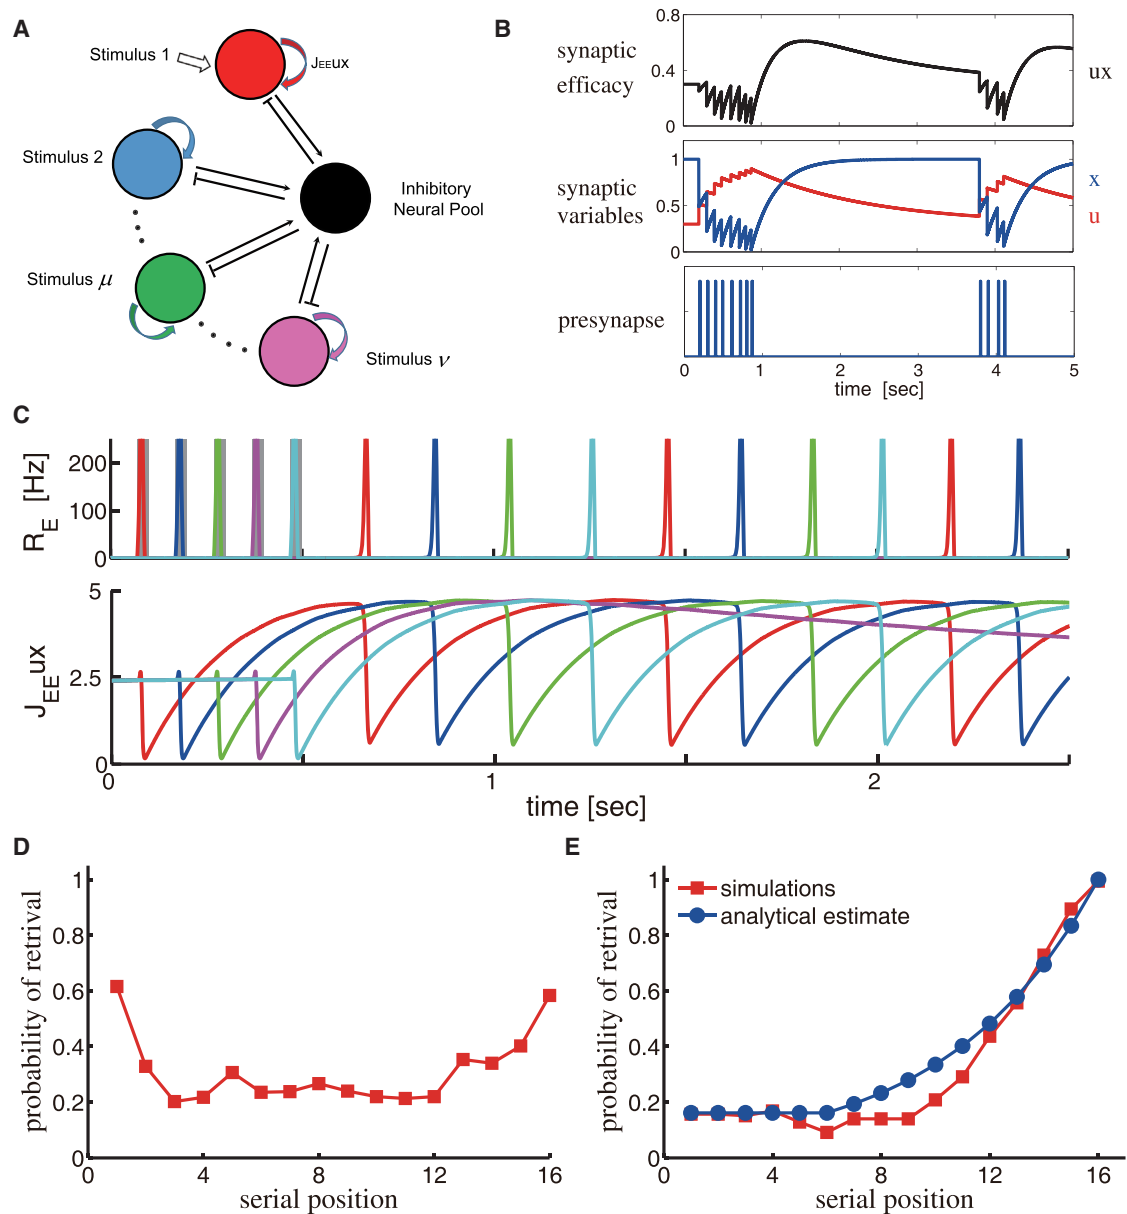 A
Stimulus 1
JEEux
Stimulus 2
Inhibitory
Neural Pool
Stimulus μ
Stimulus ν
B
synaptic
efficacy
0.8
0.4
0
ux
synaptic
variables
1
0.5
0
x
u
presynapse
0 1 2 3 4 5
time [sec]
C
RE [Hz]
200
100
0
JEEux
5
2.5
0
0 1 2
time [sec]
D
probability of retrival
1
0.8
0.6
0.4
0.2
0
0 4 8 12 16
serial position
E
probability of retrival
1
0.8
0.6
0.4
0.2
0
simulations
analytical estimate
0 4 8 12 16
serial position